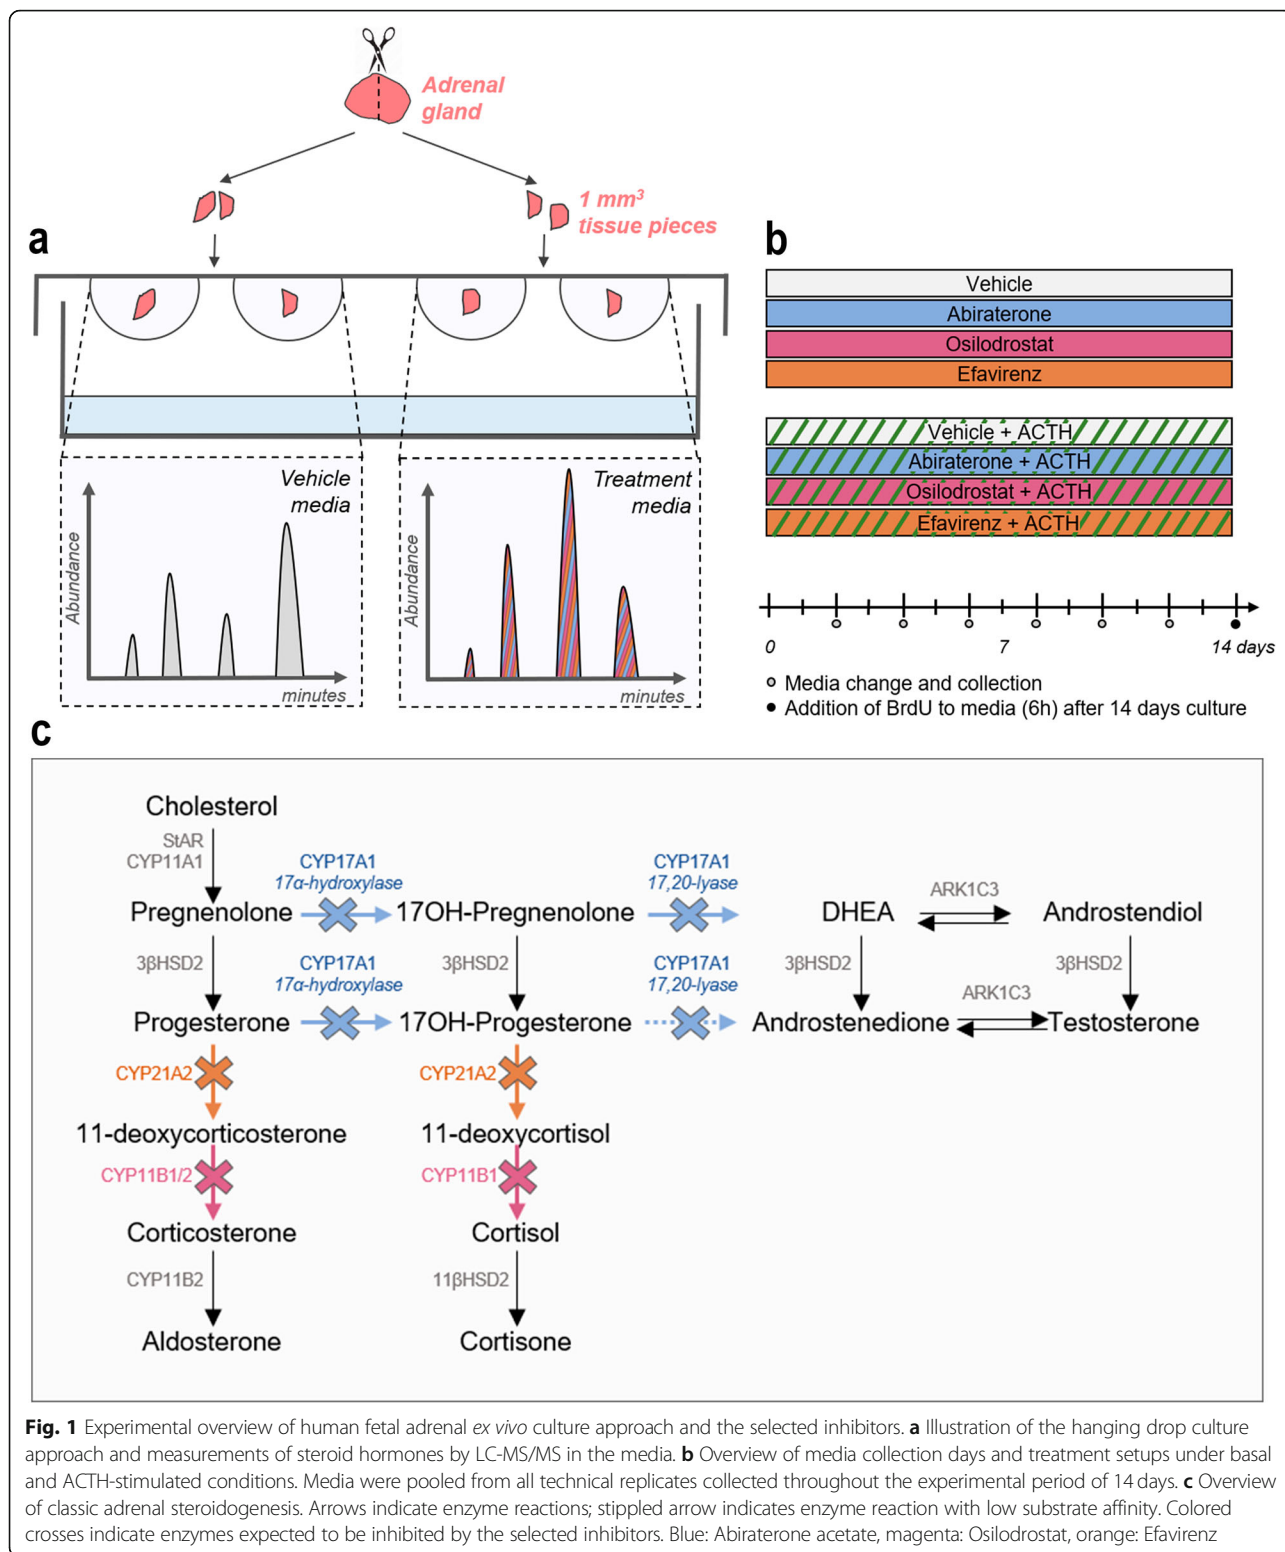 Adrenal
gland
1 mm³
tissue pieces
a
Vehicle
media
Abundance
minutes
Treatment
media
Abundance
minutes
b
Vehicle
Abiraterone
Osilodrostat
Efavirenz
Vehicle + ACTH
Abiraterone + ACTH
Osilodrostat + ACTH
Efavirenz + ACTH
0 7 14 days
Media change and collection
Addition of BrdU to media (6h) after 14 days culture
c
Cholesterol
StAR
CYP11A1
CYP17A1
17α-hydroxylase
CYP17A1
17,20-lyase
ARK1C3
Pregnenolone 17OH-Pregnenolone DHEA Androstendiol
3βHSD2
CYP17A1
17α-hydroxylase
3βHSD2
CYP17A1
17,20-lyase
3βHSD2
3βHSD2
ARK1C3
Progesterone 17OH-Progesterone Androstenedione Testosterone
CYP21A2 CYP21A2
11-deoxycorticosterone 11-deoxycortisol
CYP11B1/2 CYP11B1
Corticosterone Cortisol
CYP11B2 11βHSD2
Aldosterone Cortisone
Fig. 1 Experimental overview of human fetal adrenal ex vivo culture approach and the selected inhibitors. a Illustration of the hanging drop culture
approach and measurements of steroid hormones by LC-MS/MS in the media. b Overview of media collection days and treatment setups under basal
and ACTH-stimulated conditions. Media were pooled from all technical replicates collected throughout the experimental period of 14 days. c Overview
of classic adrenal steroidogenesis. Arrows indicate enzyme reactions; stippled arrow indicates enzyme reaction with low substrate affinity. Colored
crosses indicate enzymes expected to be inhibited by the selected inhibitors. Blue: Abiraterone acetate, magenta: Osilodrostat, orange: Efavirenz